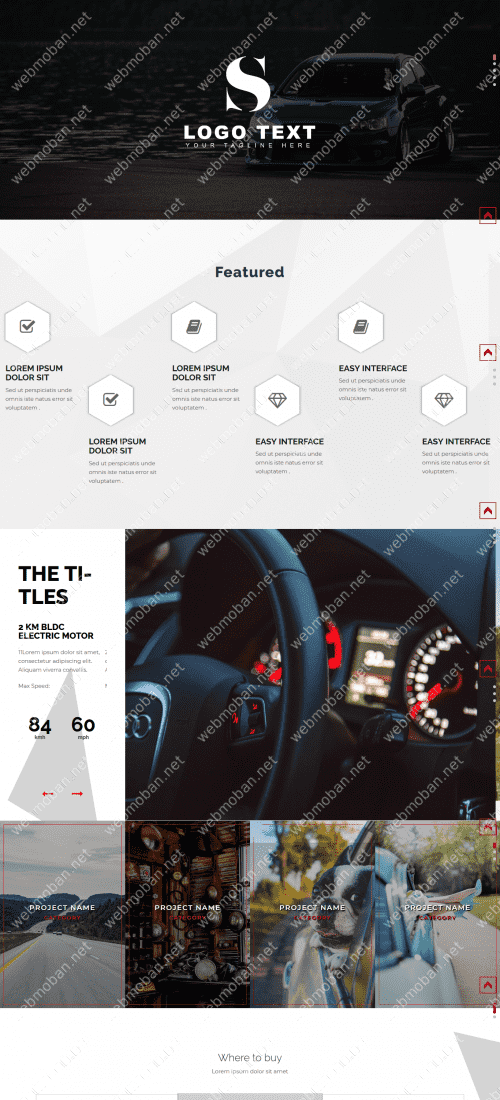 S
LOGO TEXT
YOUR TAGLINE HERE
Featured
LOREM IPSUM
DOLOR SIT
Sed ut perspiciatis unde
omnis iste natus error sit
voluptatem .
LOREM IPSUM
DOLOR SIT
Sed ut perspiciatis unde
omnis iste natus error sit
voluptatem .
LOREM IPSUM
DOLOR SIT
Sed ut perspiciatis unde
omnis iste natus error sit
voluptatem .
EASY INTERFACE
Sed ut perspiciatis unde
omnis iste natus error sit
voluptatem .
EASY INTERFACE
Sed ut perspiciatis unde
omnis iste natus error sit
voluptatem .
EASY INTERFACE
Sed ut perspiciatis unde
omnis iste natus error sit
voluptatem .
THE TI-
TLES
2 KM BLDC
ELECTRIC MOTOR
11Lorem ipsum dolor sit amet,
consectetur adipiscing elit.
Aliquam viverra convallis.
Max Speed:
84 60
kmh mph
PROJECT NAME
CATEGORY
PROJECT NAME
CATEGORY
PROJECT NAME
CATEGORY
PROJECT NAME
CATEGORY
Where to buy
Lorem ipsum dolor sit amet
webmoban.net